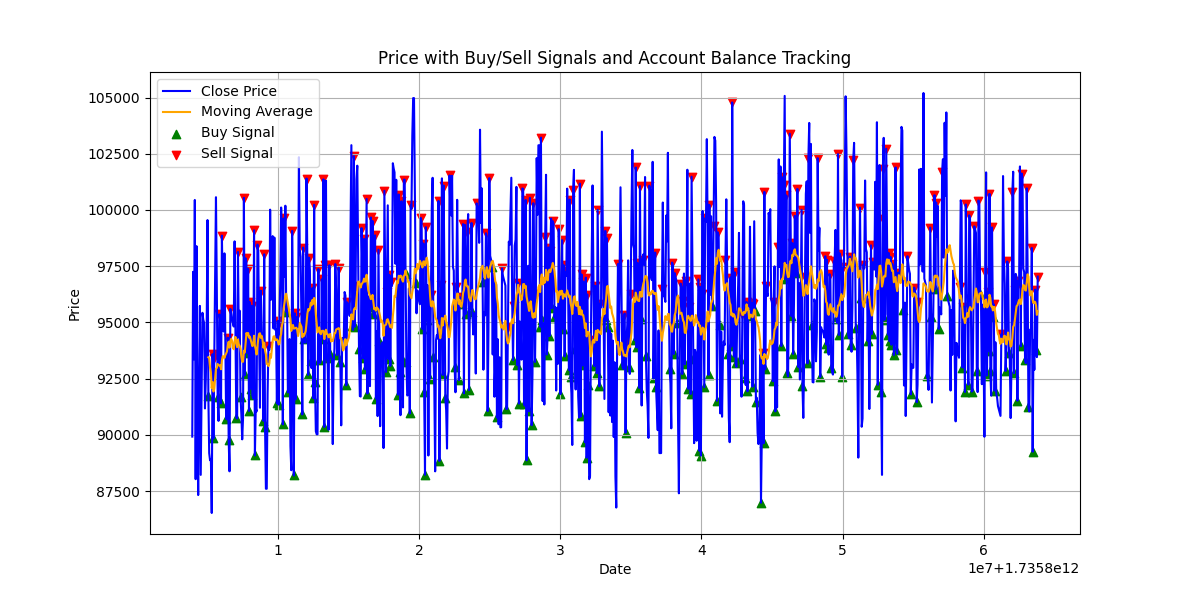 Price with Buy/Sell Signals and Account Balance Tracking
Close Price
Moving Average
Buy Signal
Sell Signal
105000
102500
100000
97500
95000
92500
90000
87500
Price
1 2 3 4 5 6
Date
1e7+1.7358e12